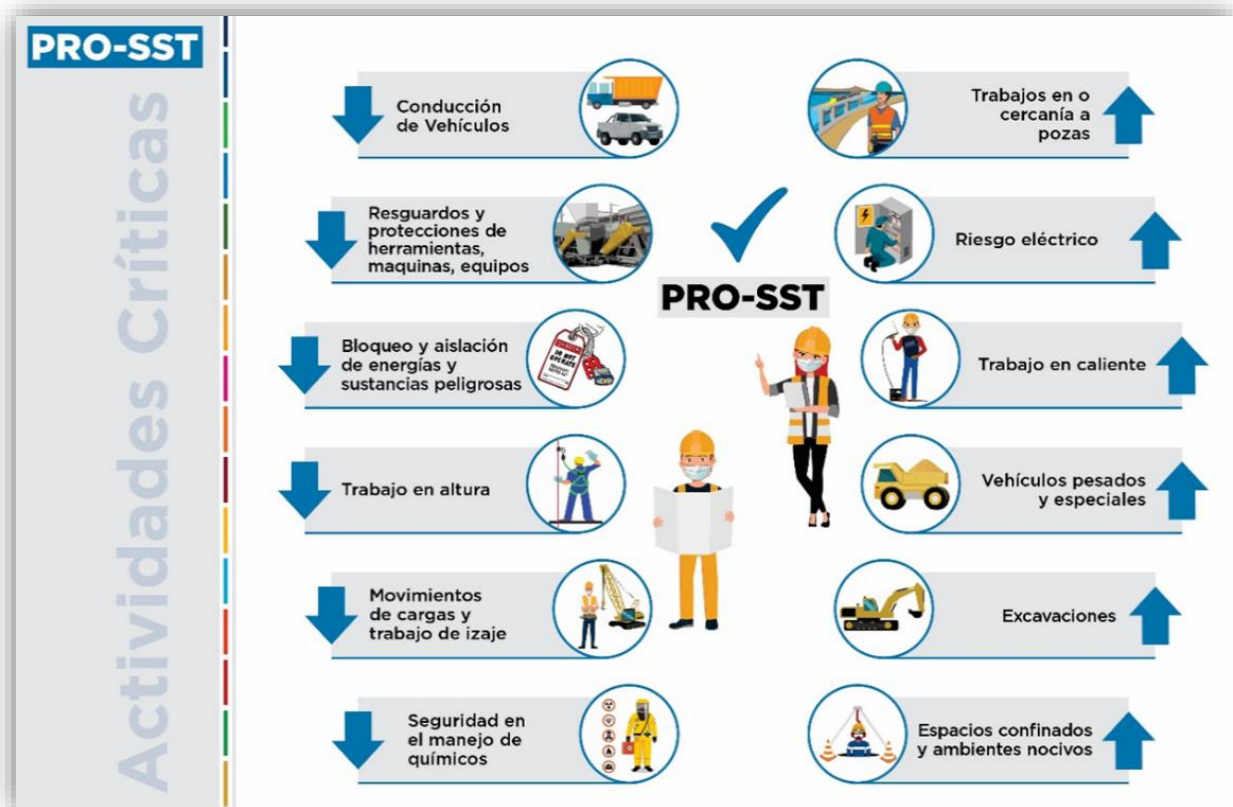 PRO-SST
Actividades Críticas
Conducción
de Vehículos
Resguardos y
protecciones de
herramientas,
maquinas, equipos
Bloqueo y aislación
de energías y
sustancias peligrosas
Trabajo en altura
Movimientos
de cargas y
trabajo de izaje
Seguridad en
el manejo de
químicos
PRO-SST
Trabajos en o
cercanía a
pozas
Riesgo eléctrico
Trabajo en caliente
Vehículos pesados
y especiales
Excavaciones
Espacios confinados
y ambientes nocivos